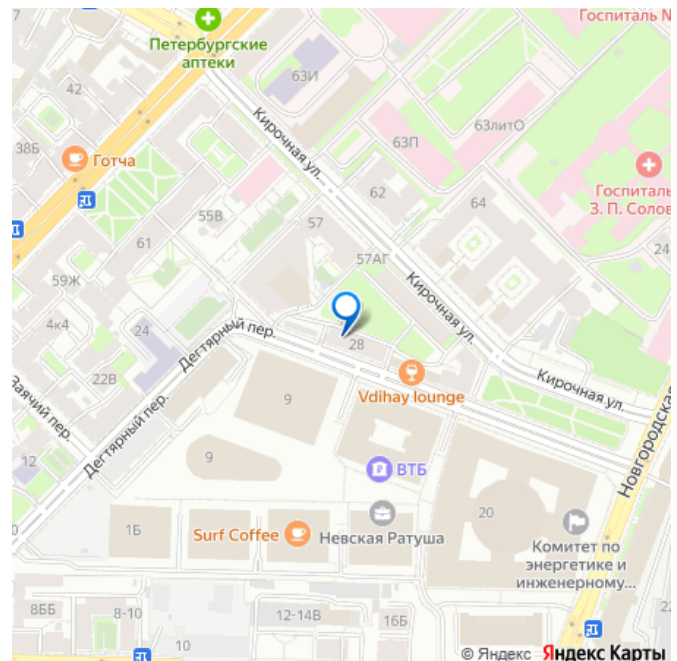 Госпиталь N
Петербургские
аптеки
42
63И
Кирочная ул.
63литО
38Б
63П
Готча
62
Госпиталь
З. П. Солов
64
55В
57
24
61
57АГ
59Ж
Кирочная ул.
4к4
24
Дегтярный пер.
28
22В
Vdihay lounge
Кирочная ул.
Заячий пер.
9
Дегтярный пер.
Новгородская
12
9
ВТБ
20
1Б
Surf Coffee
Невская Ратуша
Комитет по
энергетике и
инженерному...
8ББ
8-10
12-14В
16Б
22
10
© Яндекс Яндекс Карты